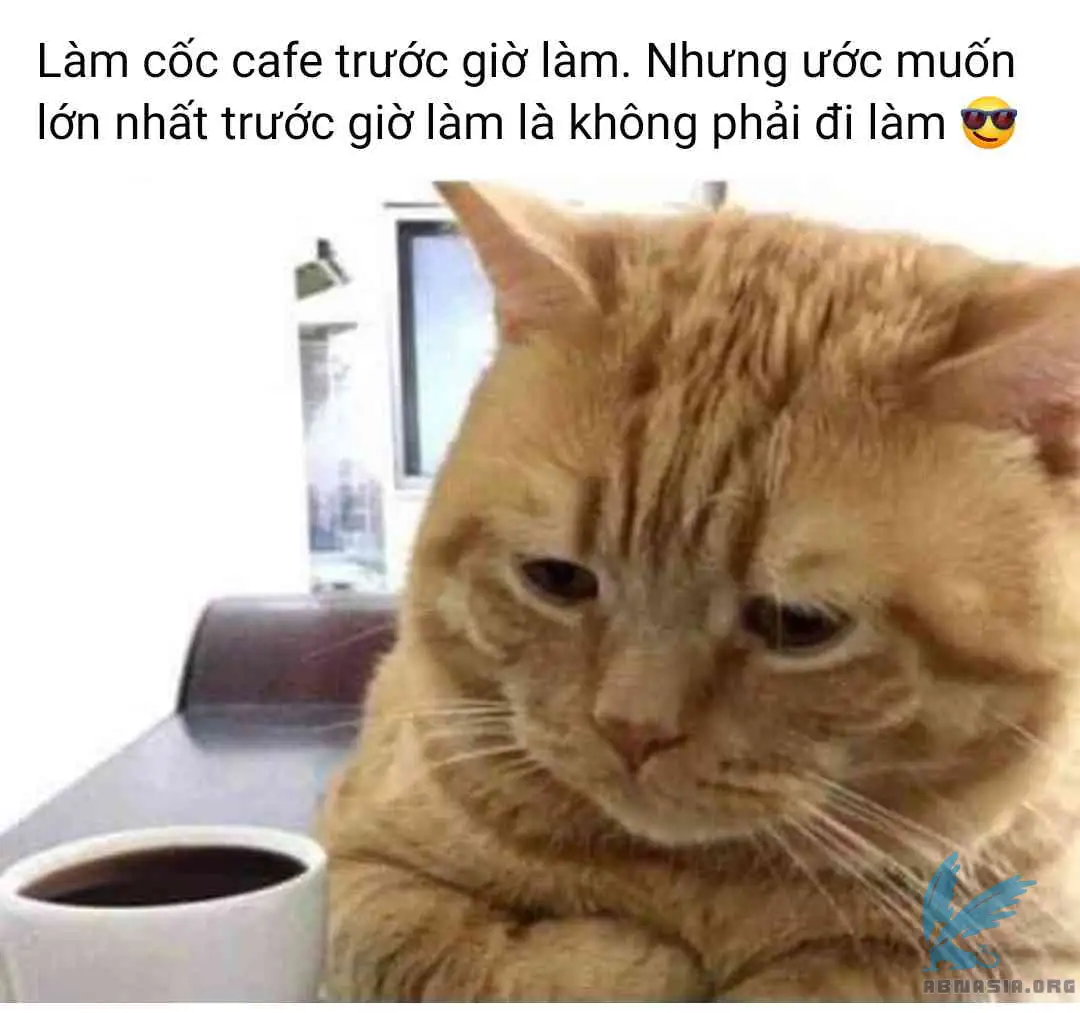 Làm cốc cafe trước giờ làm. Nhưng ước muốn
lớn nhất trước giờ làm là không phải đi làm 😎
ABNASIA.ORG